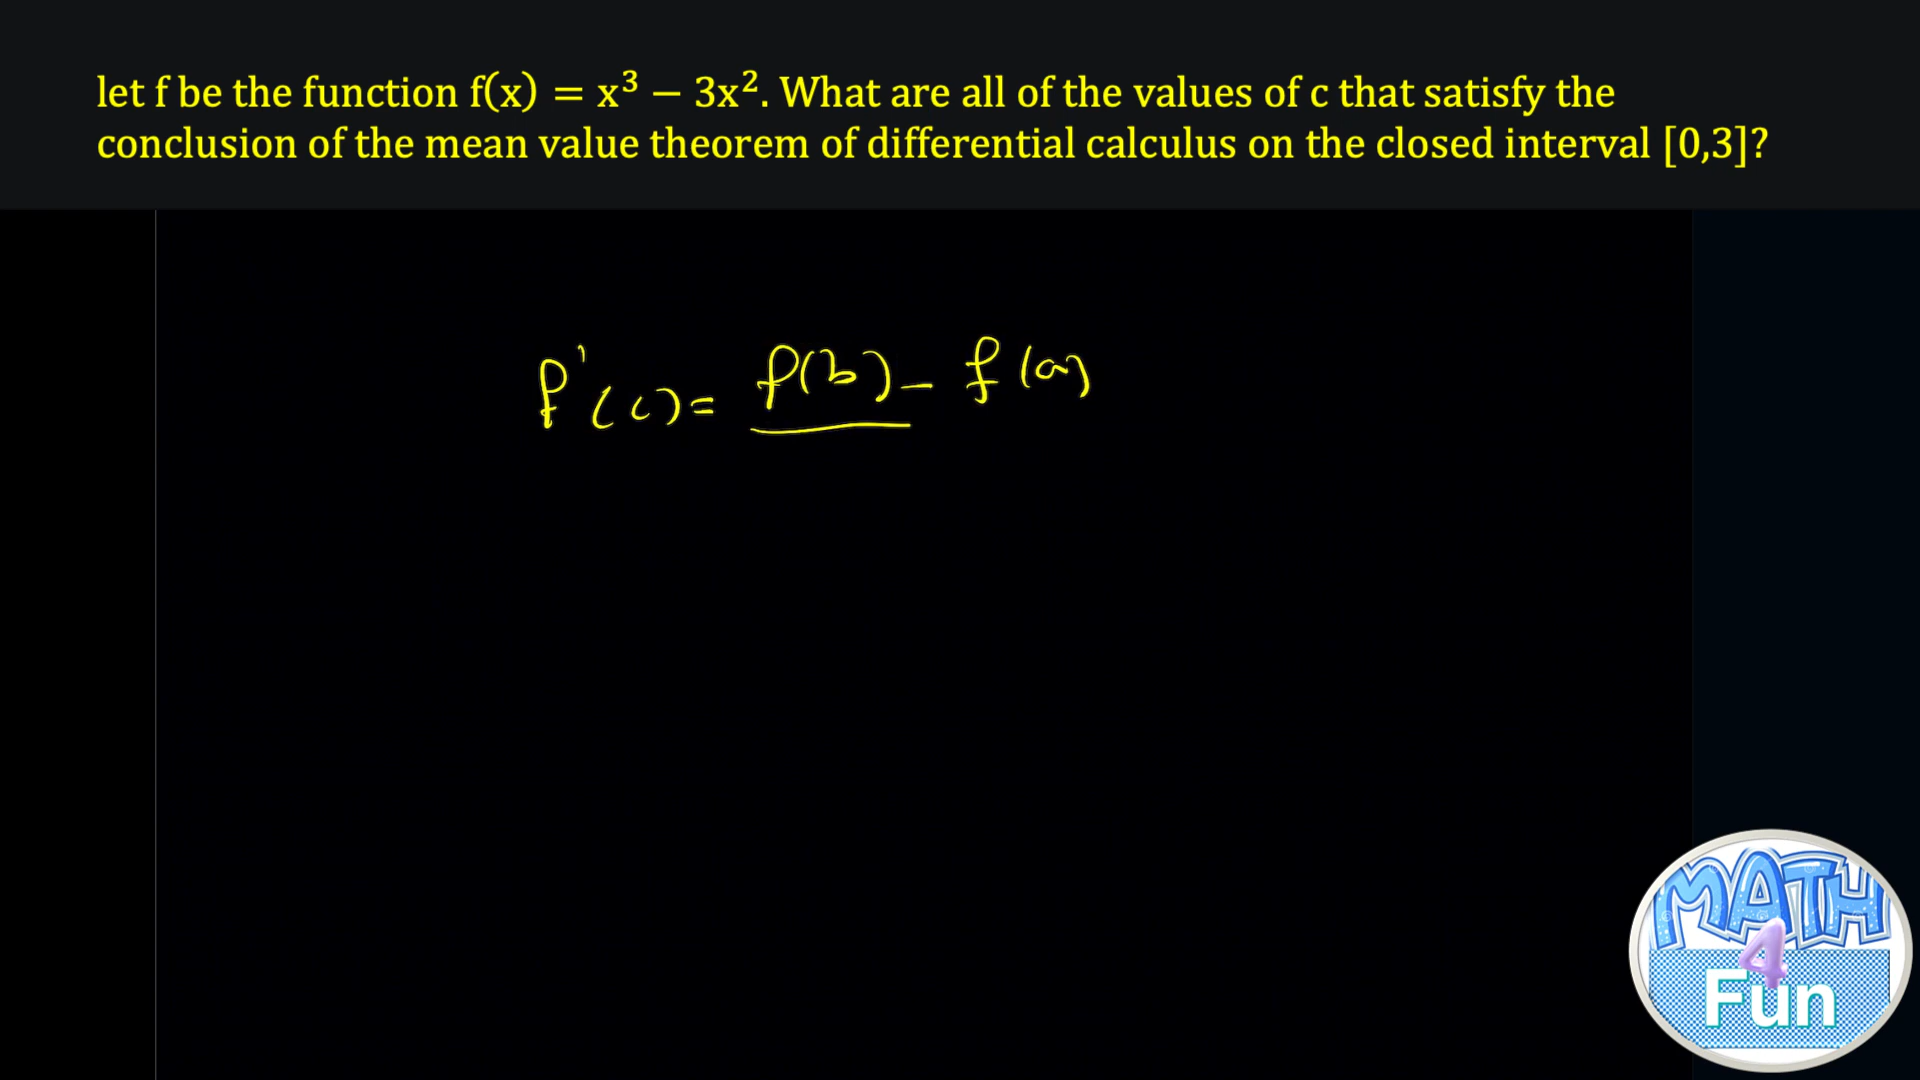 let f be the function f(x) = x³ − 3x². What are all of the values of c that satisfy the
conclusion of the mean value theorem of differential calculus on the closed interval [0,3]?
f'(c) = f(b) - f(a)
MATH
4
Fun